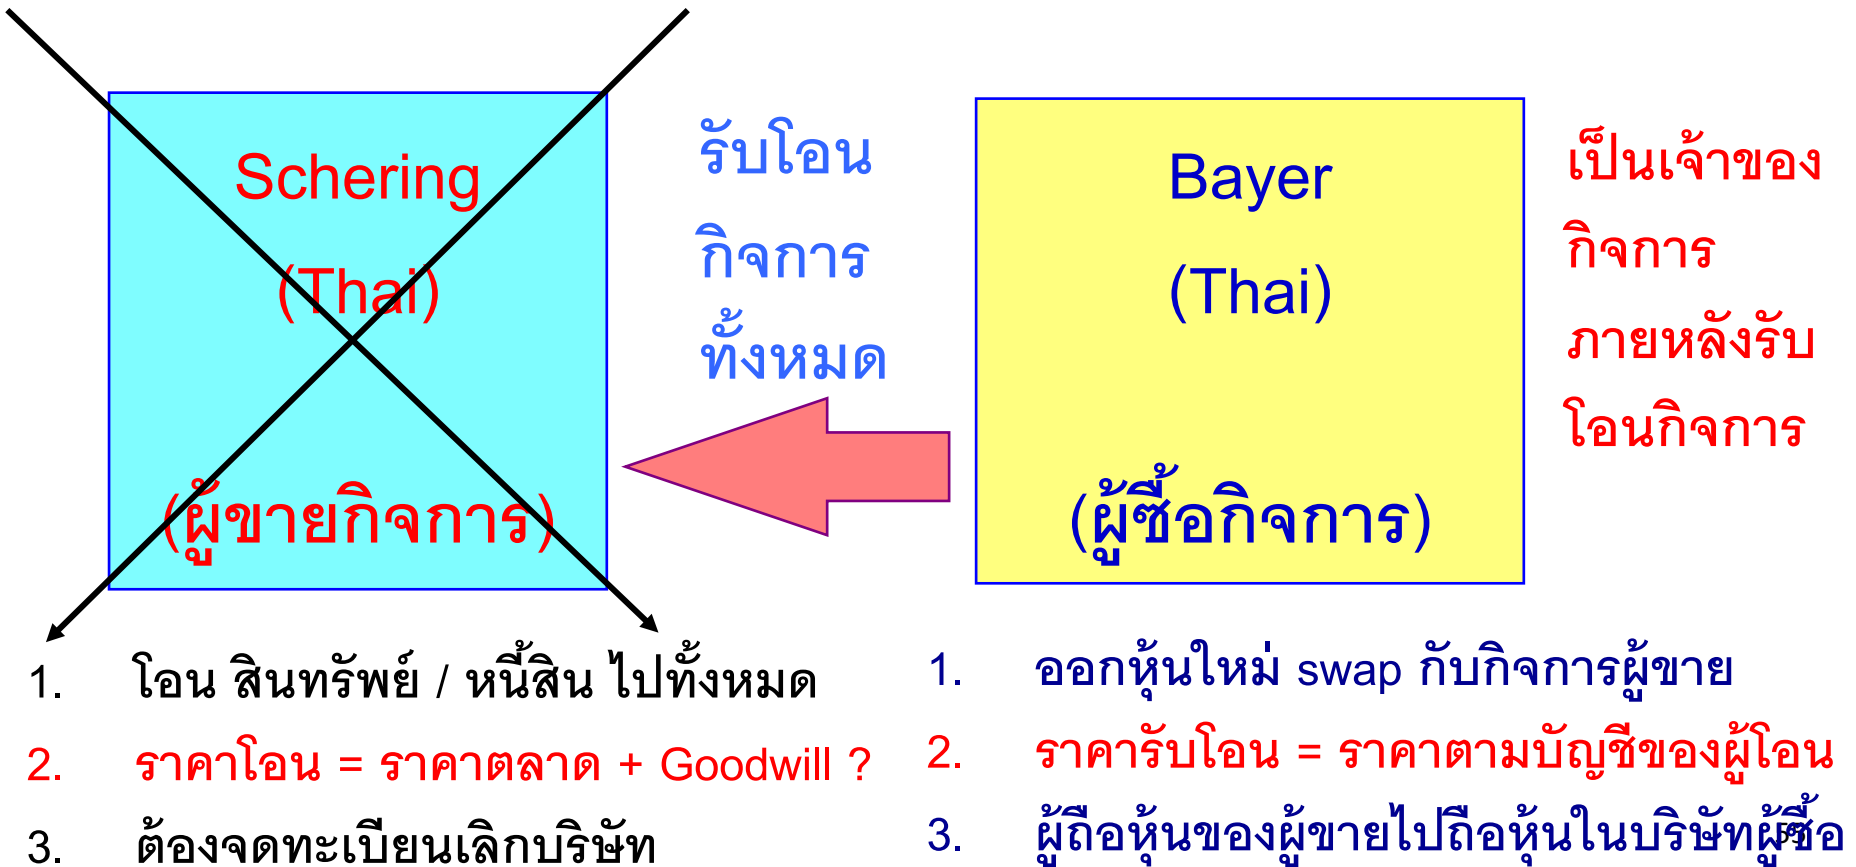 Schering
(Thai)
(ผู้ขายกิจการ)
รับโอน
กิจการ
ทั้งหมด
Bayer
(Thai)
(ผู้ซื้อกิจการ)
เป็นเจ้าของ
กิจการ
ภายหลังรับ
โอนกิจการ
1. โอน สินทรัพย์ / หนี้สิน ไปทั้งหมด
2. ราคาโอน = ราคาตลาด + Goodwill ?
3. ต้องจดทะเบียนเลิกบริษัท
1. ออกหุ้นใหม่ swap กับกิจการผู้ขาย
2. ราคารับโอน = ราคาตามบัญชีของผู้โอน
3. ผู้ถือหุ้นของผู้ขายไปถือหุ้นในบริษัทผู้ซื้อ